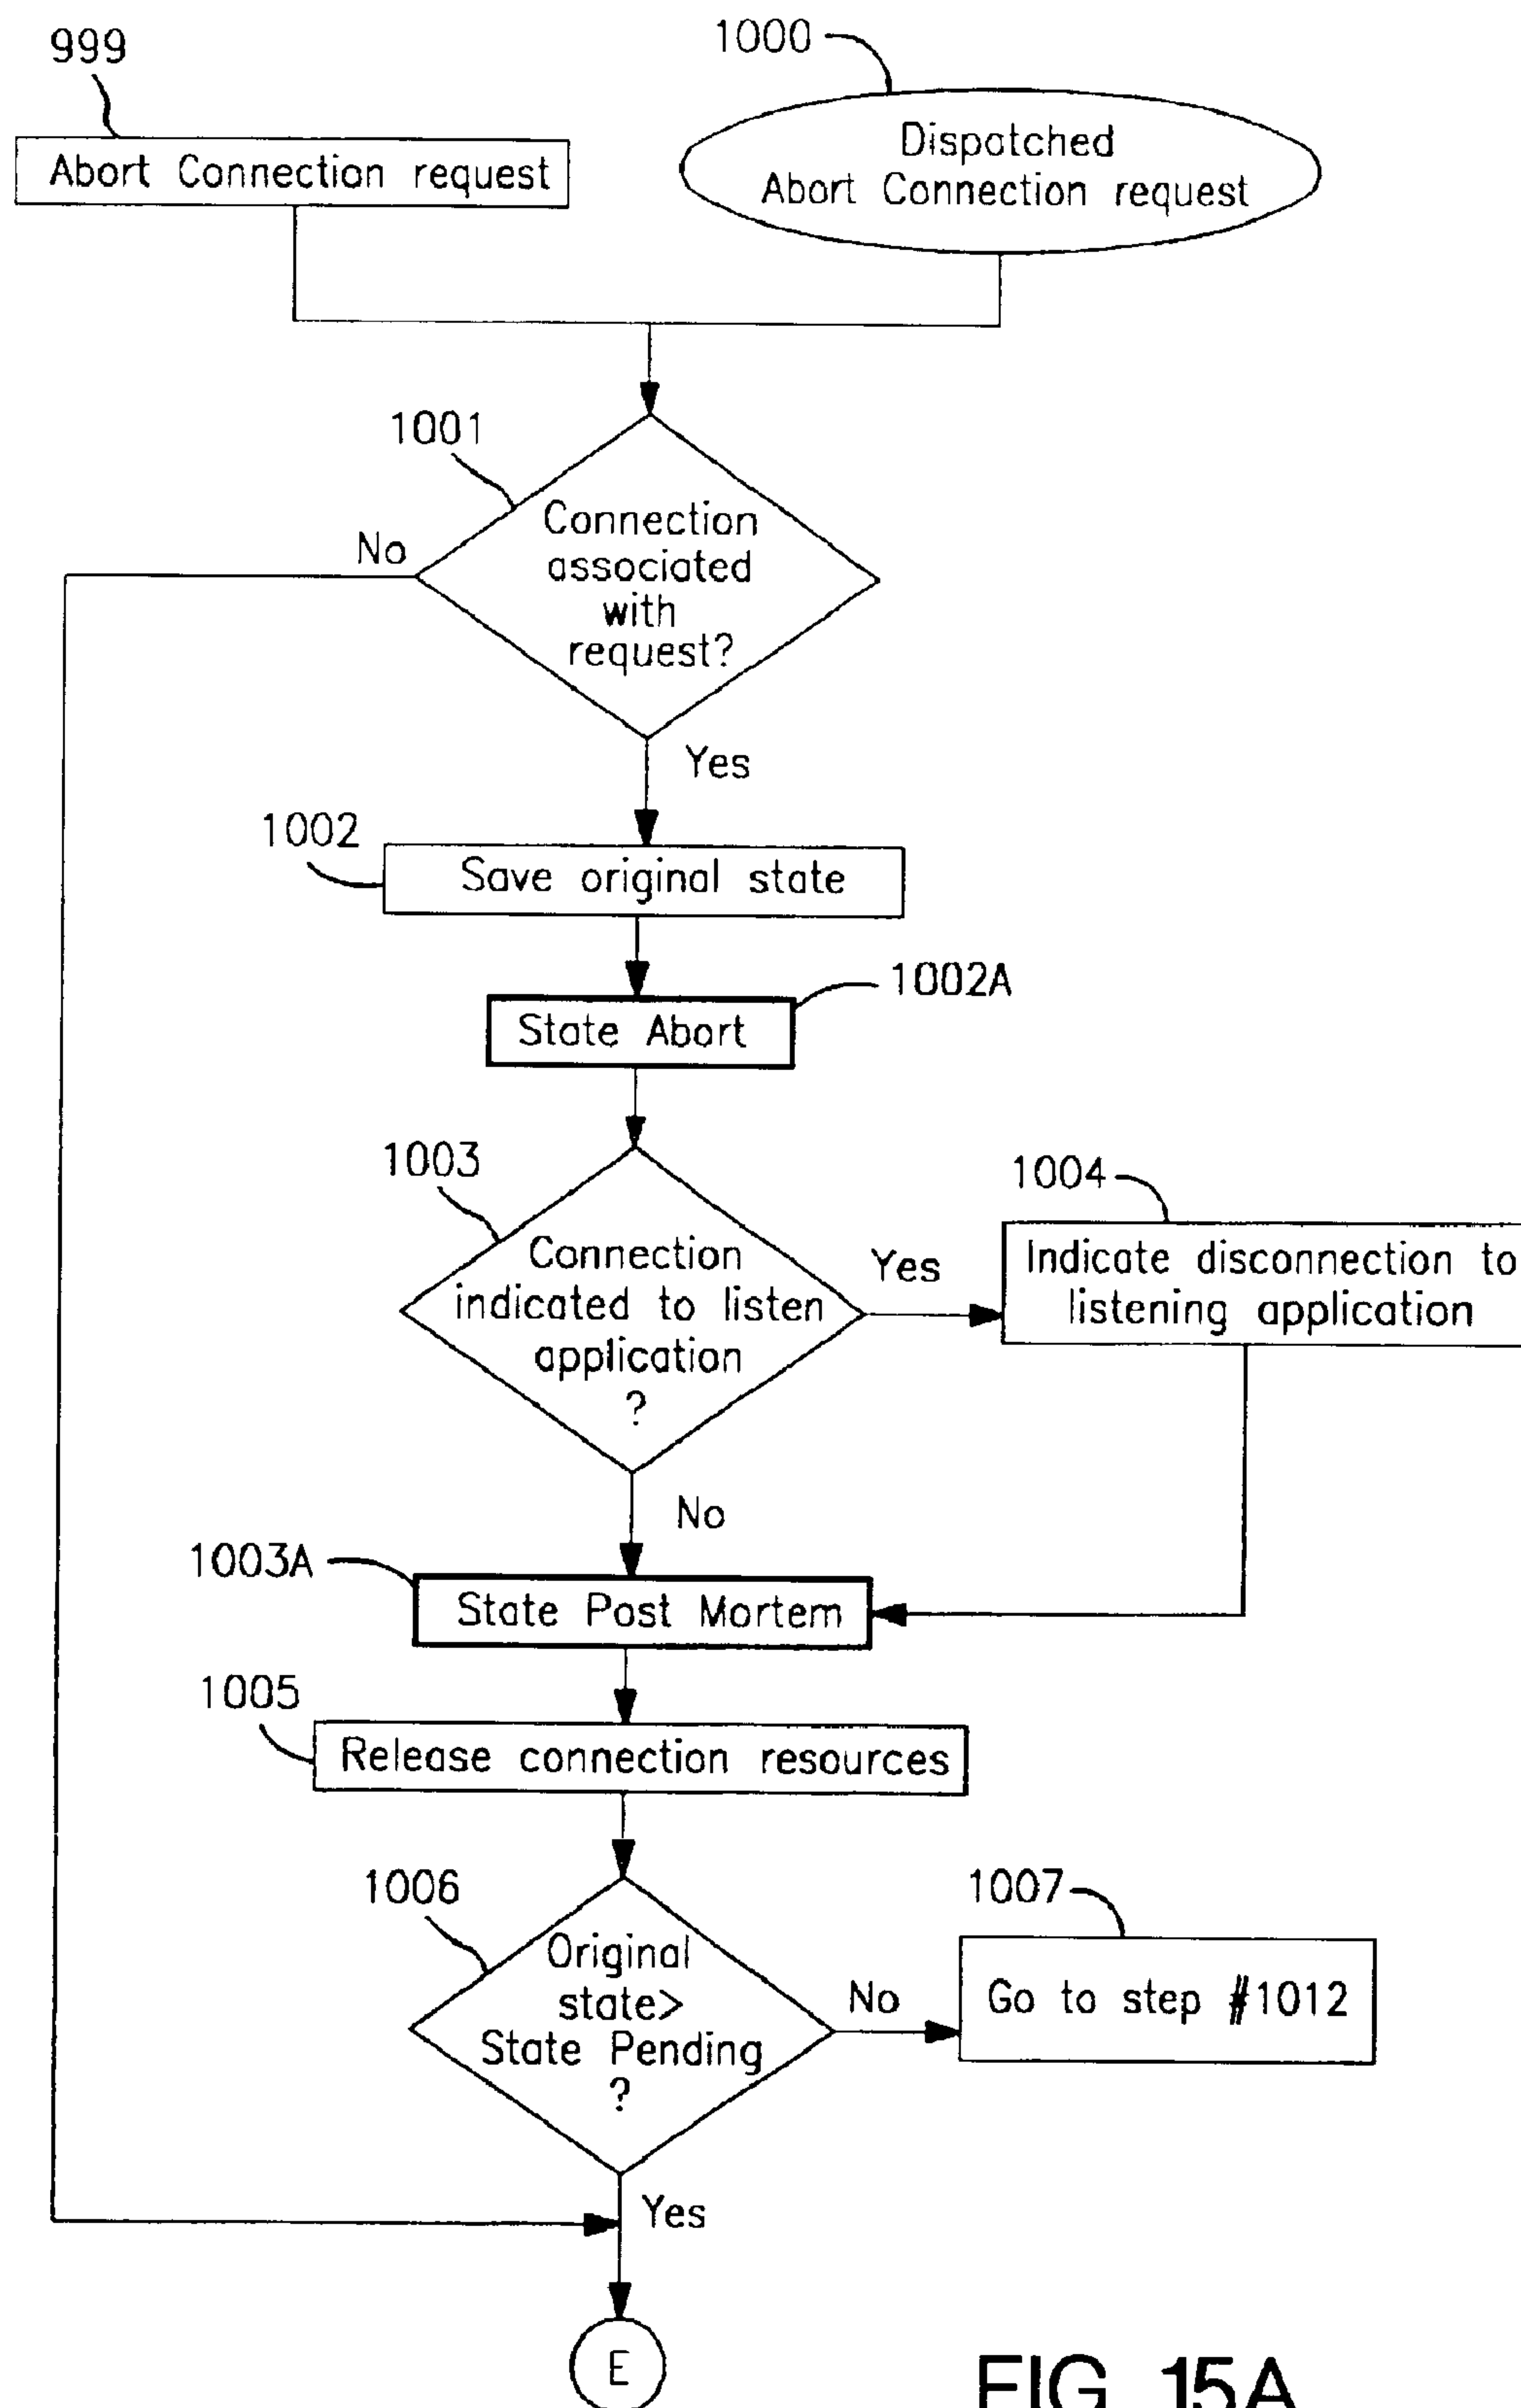 999
1000
Abort Connection request
Dispatched
Abort Connection request
1001
Connection
associated
with
request?
No
Yes
1002
Save original state
1002A
State Abort
1003
Connection
indicated to listen
application
?
Yes
1004
Indicate disconnection to
listening application
No
1003A
State Post Mortem
1005
Release connection resources
1006
Original
state>
State Pending
?
No
1007
Go to step #1012
Yes
E
FIG. 15A